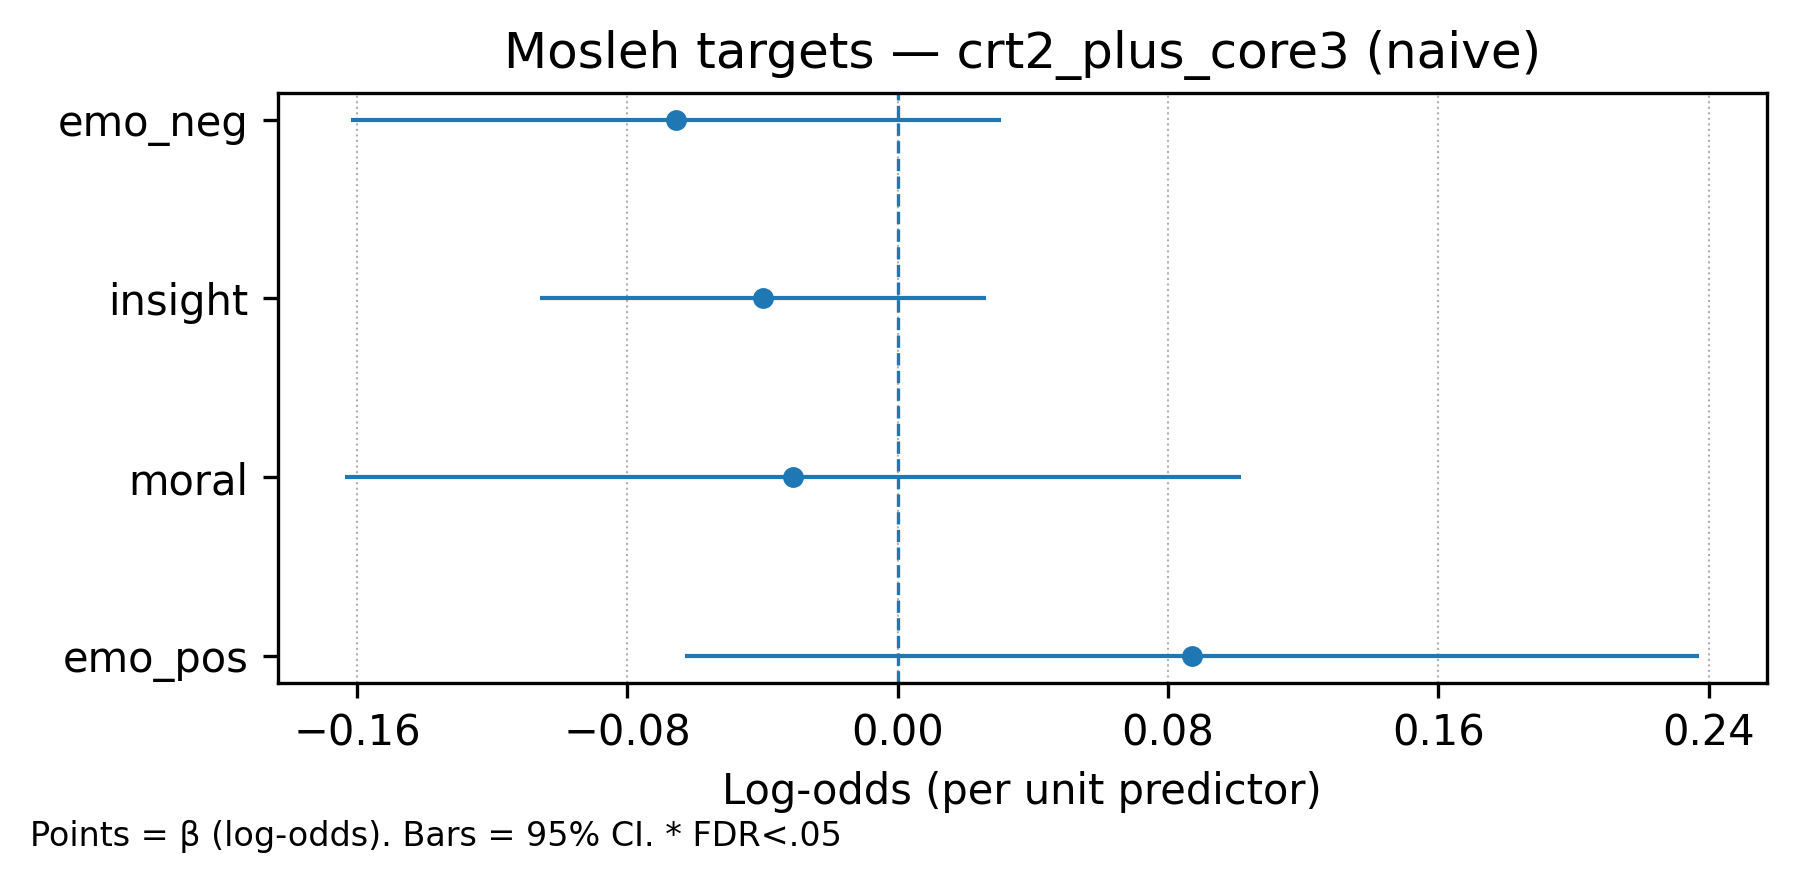 Mosleh targets — crt2_plus_core3 (naive)
emo_neg
insight
moral
emo_pos
−0.16 −0.08 0.00 0.08 0.16 0.24
Log-odds (per unit predictor)
Points = β (log-odds). Bars = 95% CI. * FDR<.05